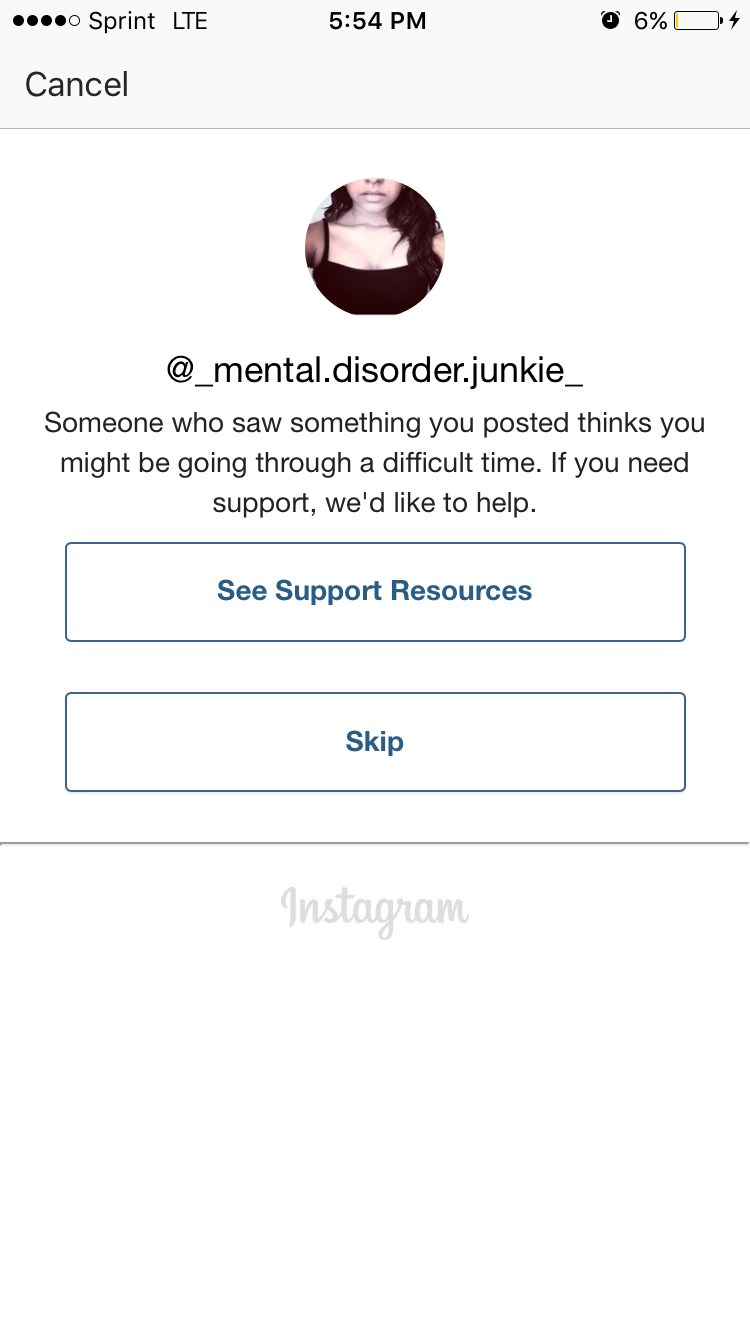 Sprint LTE 5:54 PM 6%
Cancel
@_mental.disorder.junkie_
Someone who saw something you posted thinks you
might be going through a difficult time. If you need
support, we'd like to help.
See Support Resources
Skip
Instagram